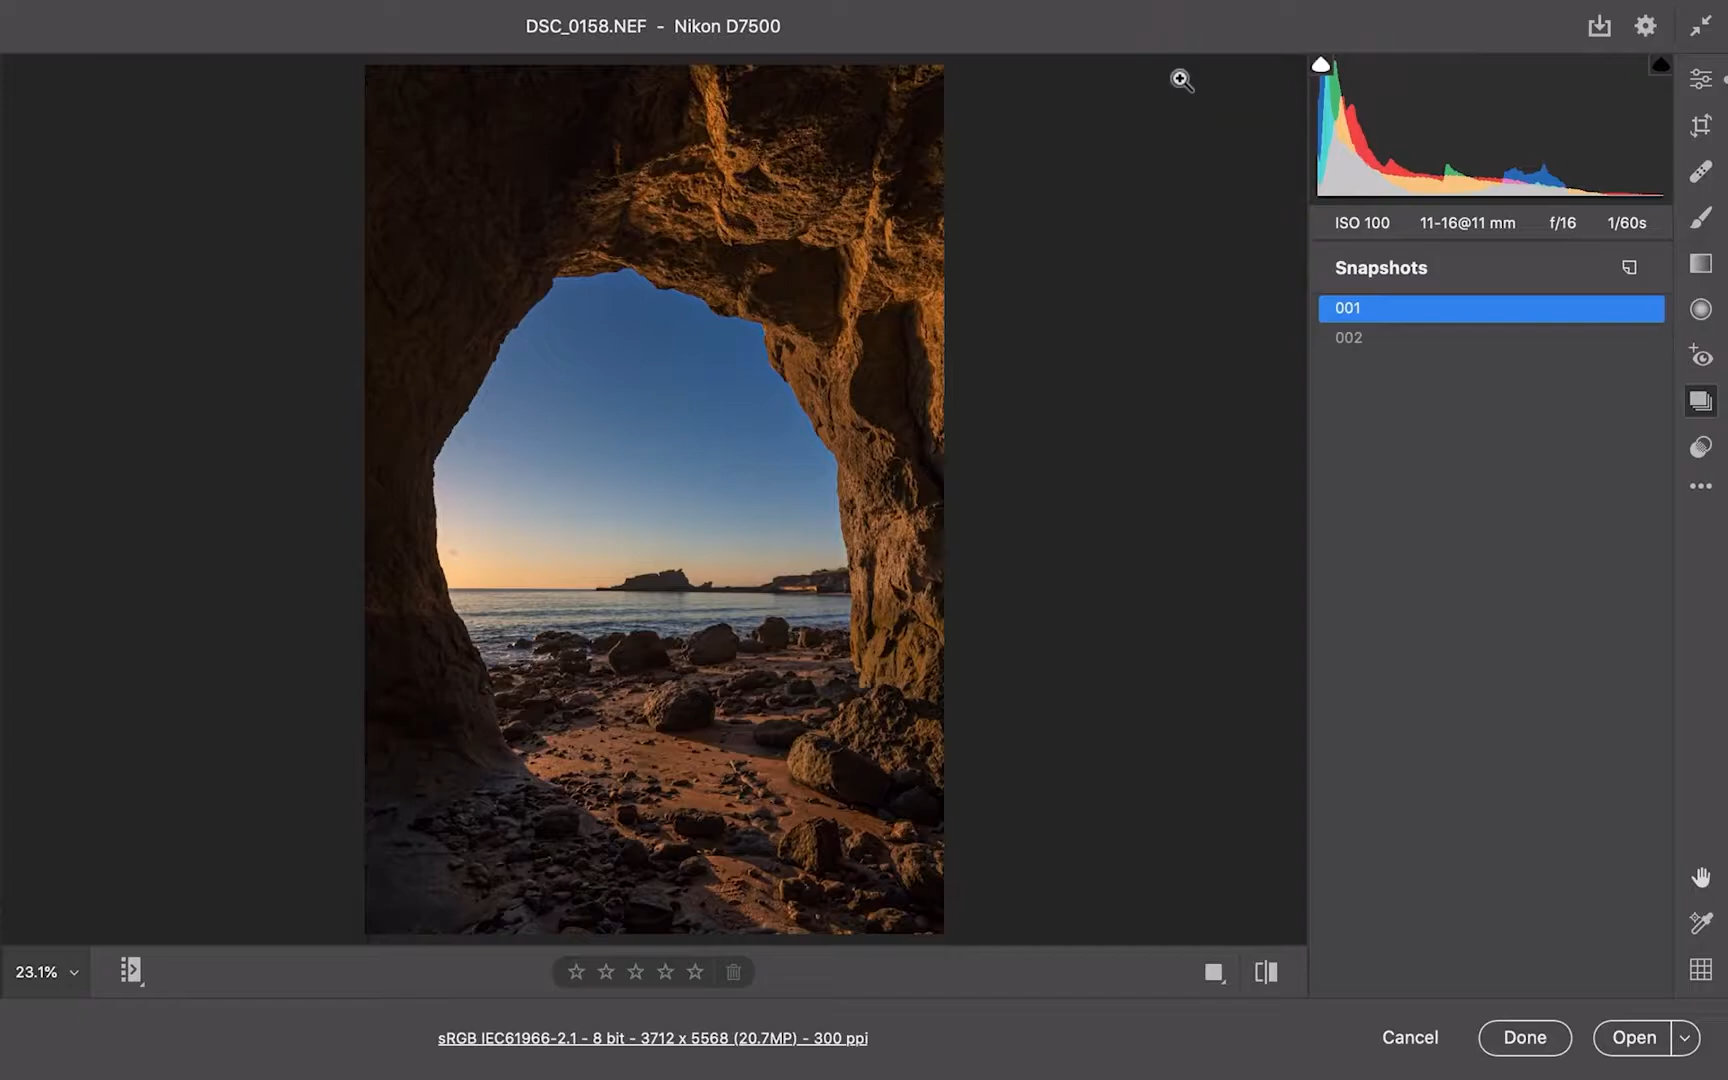 DSC_0158.NEF - Nikon D7500
ISO 100 11-16@11 mm f/16 1/60s
Snapshots
001
002
23.1%
sRGB IEC61966-2.1 - 8 bit - 3712 x 5568 (20.7MP) - 300 ppi
Cancel Done Open